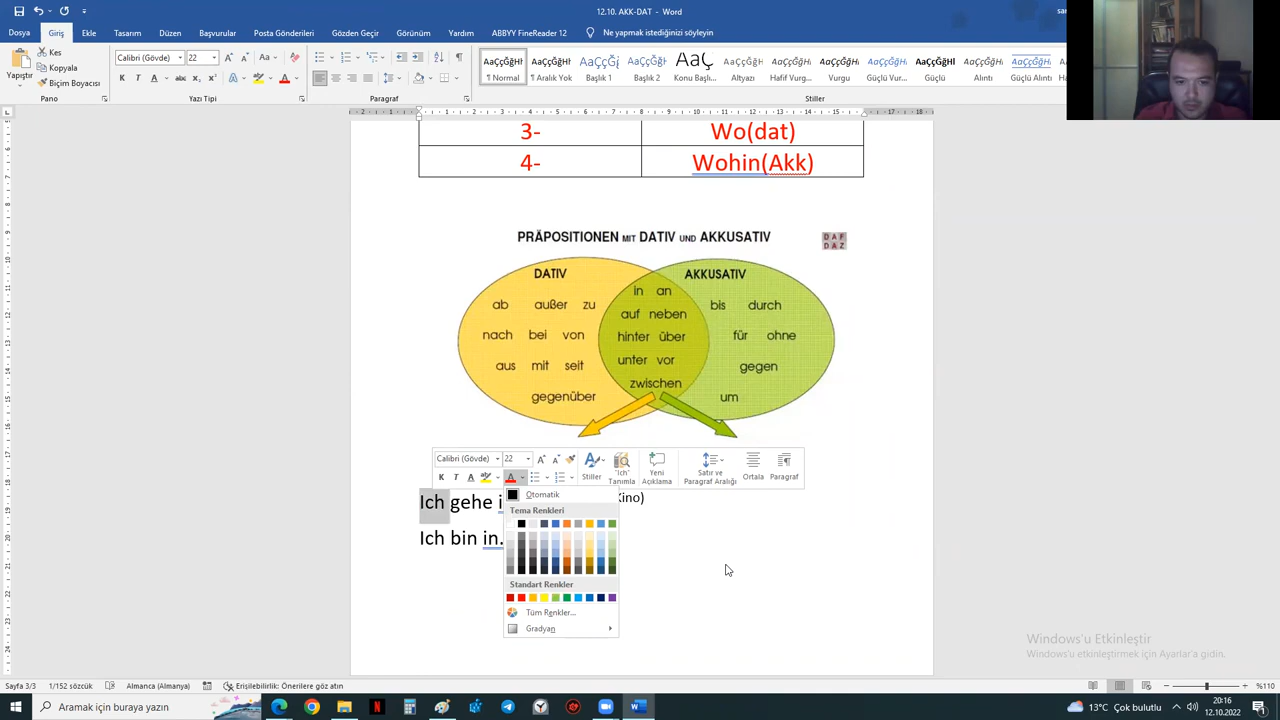 12.10. AKK-DAT - Word
Dosya Giriş Ekle Tasarım Düzen Başvurular Posta Gönderileri Gözden Geçir Görünüm Yardım ABBYY FineReader 12 Ne yapmak istediğinizi söyleyin
Yapıştır
Kes
Kopyala
Biçim Boyacısı
Pano
Calibri (Gövde) 22
Yazı Tipi
Paragraf
AaÇçĞğHł AaÇçĞğHł AaÇçĞğH AaÇçĞğH AaÇ
¶ Normal ¶ Aralık Yok Başlık 1 Başlık 2 Konu Başlı... Altyazı Hafif Vurg... Vurgu Güçlü Vur... Güçlü Alıntı
Stiller
3- Wo(dat)
4- Wohin(Akk)
PRÄPOSITIONEN MIT DATIV UND AKKUSATIV
DAF
DAZ
DATIV AKKUSATIV
in an
ab außer zu bis durch
auf neben
nach bei von hinter über für ohne
unter vor
aus mit seit gegen
zwischen
gegenüber um
Calibri (Gövde) 22
Stiller "Ich" Tanımla Yeni Açıklama Satır ve Paragraf Aralığı Ortala Paragraf
Ich gehe
Kino)
Ich bin in.
Otomatik
Tema Renkleri
Standart Renkler
Tüm Renkler...
Gradyan
Windows'u Etkinleştir
Windows'u etkinleştirmek için Ayarlar'a gidin.
Sayfa 3/3 1/152 sözcük Almanca (Almanya) Erişilebilirlik: Önerilere göz atın %110
Aramak için buraya yazın
13°C Çok bulutlu
20:16
12.10.2022